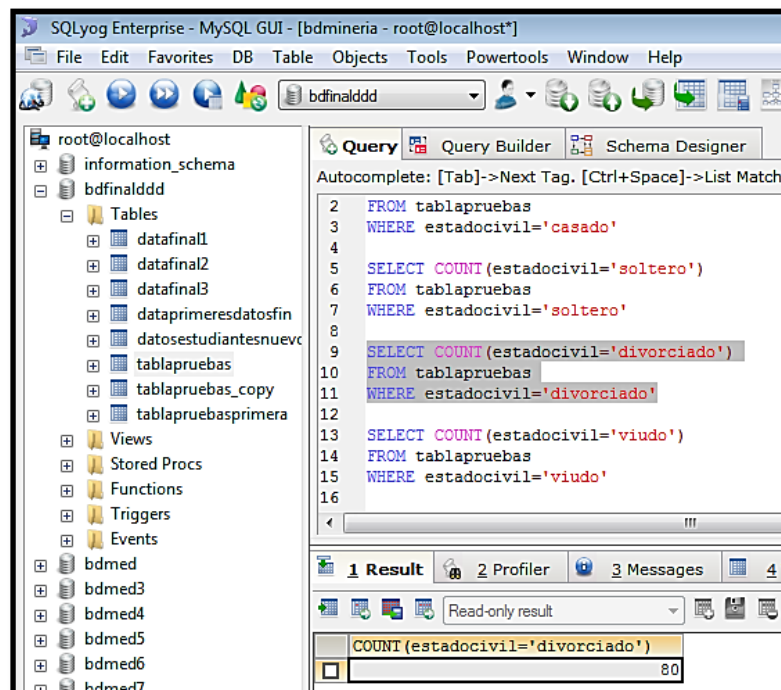 SQLyog Enterprise - MySQL GUI - [bdmineria - root@localhost*]
File Edit Favorites DB Table Objects Tools Powertools Window Help
bdfinalddd
root@localhost
information_schema
bdfinalddd
Tables
datafinal1
datafinal2
datafinal3
dataprimeresdatosfin
datosestudiantesnuevo
tablapruebas
tablapruebas_copy
tablapruebasprimera
Views
Stored Procs
Functions
Triggers
Events
bdmed
bdmed3
bdmed4
bdmed5
bdmed6
bdmed7
Query Query Builder Schema Designer
Autocomplete: [Tab]->Next Tag. [Ctrl+Space]->List Match
2 FROM tablapruebas
3 WHERE estadocivil='casado'
4
5 SELECT COUNT(estadocivil='soltero')
6 FROM tablapruebas
7 WHERE estadocivil='soltero'
8
9 SELECT COUNT(estadocivil='divorciado')
10 FROM tablapruebas
11 WHERE estadocivil='divorciado'
12
13 SELECT COUNT(estadocivil='viudo')
14 FROM tablapruebas
15 WHERE estadocivil='viudo'
16
1 Result 2 Profiler 3 Messages 4
Read-only result
COUNT(estadocivil='divorciado')
80